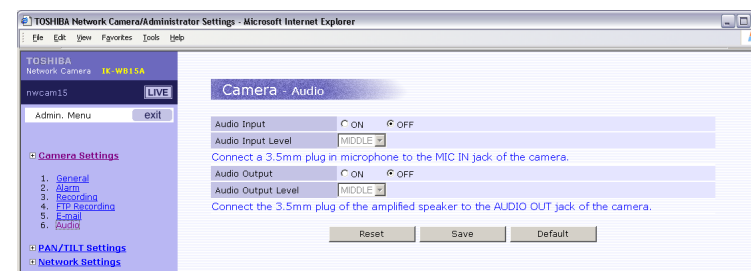 TOSHIBA Network Camera/Administrator Settings - Microsoft Internet Explorer
File Edit View Favorites Tools Help
TOSHIBA
Network Camera IK-WB15A
nwcam15 LIVE
Admin. Menu exit
Camera Settings
1. General
2. Alarm
3. Recording
4. FTP Recording
5. E-mail
6. Audio
PAN/TILT Settings
Network Settings
Camera - Audio
Audio Input ON OFF
Audio Input Level MIDDLE
Connect a 3.5mm plug in microphone to the MIC IN jack of the camera.
Audio Output ON OFF
Audio Output Level MIDDLE
Connect the 3.5mm plug of the amplified speaker to the AUDIO OUT jack of the camera.
Reset Save Default